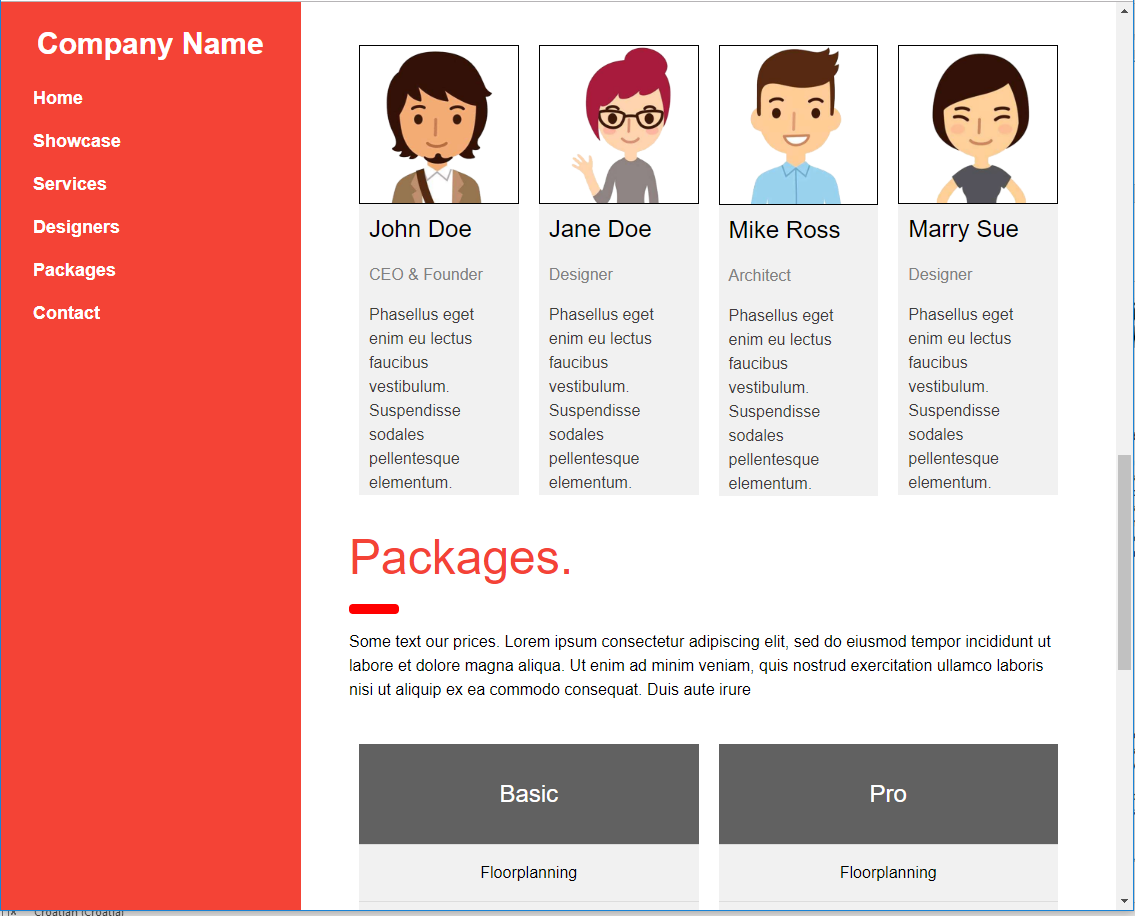 Company Name
Home
Showcase
Services
Designers
Packages
Contact
John Doe
CEO & Founder
Phasellus eget
enim eu lectus
faucibus
vestibulum.
Suspendisse
sodales
pellentesque
elementum.
Jane Doe
Designer
Phasellus eget
enim eu lectus
faucibus
vestibulum.
Suspendisse
sodales
pellentesque
elementum.
Mike Ross
Architect
Phasellus eget
enim eu lectus
faucibus
vestibulum.
Suspendisse
sodales
pellentesque
elementum.
Marry Sue
Designer
Phasellus eget
enim eu lectus
faucibus
vestibulum.
Suspendisse
sodales
pellentesque
elementum.
Packages.
Some text our prices. Lorem ipsum consectetur adipiscing elit, sed do eiusmod tempor incididunt ut
labore et dolore magna aliqua. Ut enim ad minim veniam, quis nostrud exercitation ullamco laboris
nisi ut aliquip ex ea commodo consequat. Duis aute irure
Basic
Floorplanning
Pro
Floorplanning
Croatian (Croatia)